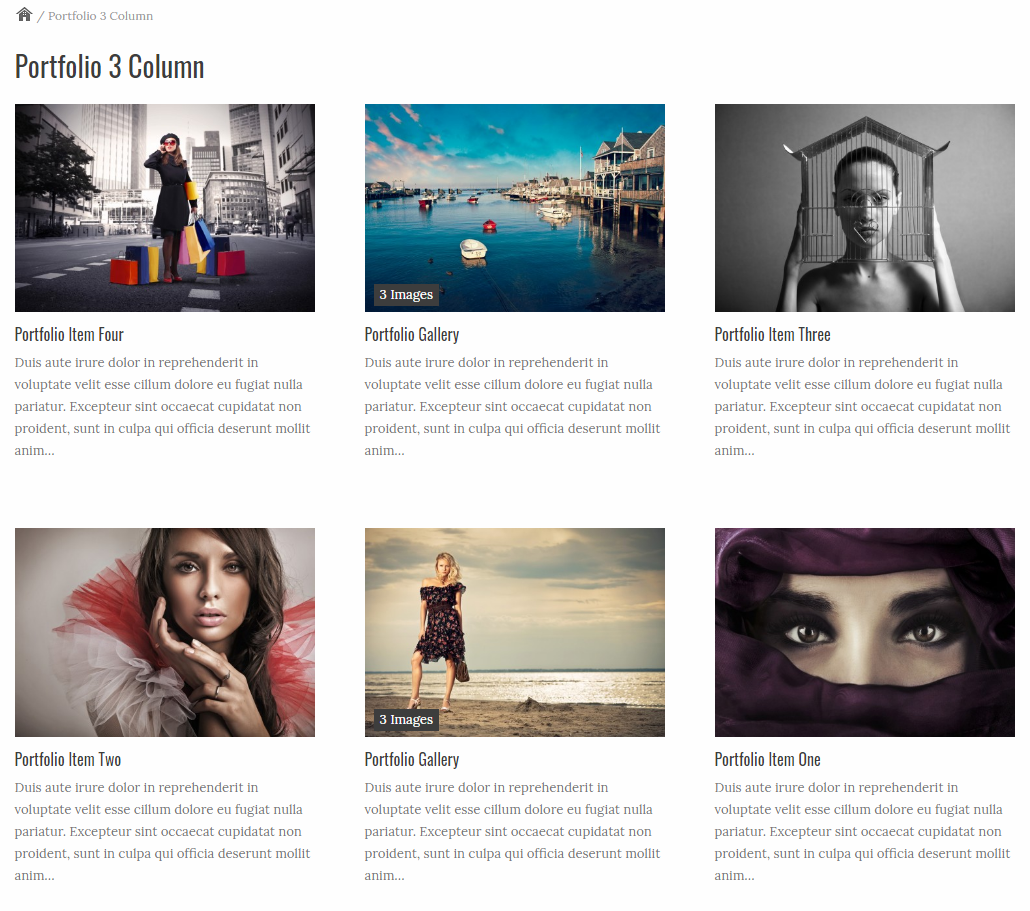 / Portfolio 3 Column
Portfolio 3 Column
3 Images
Portfolio Item Four
Duis aute irure dolor in reprehenderit in
voluptate velit esse cillum dolore eu fugiat nulla
pariatur. Excepteur sint occaecat cupidatat non
proident, sunt in culpa qui officia deserunt mollit
anim...
Portfolio Gallery
Duis aute irure dolor in reprehenderit in
voluptate velit esse cillum dolore eu fugiat nulla
pariatur. Excepteur sint occaecat cupidatat non
proident, sunt in culpa qui officia deserunt mollit
anim...
Portfolio Item Three
Duis aute irure dolor in reprehenderit in
voluptate velit esse cillum dolore eu fugiat nulla
pariatur. Excepteur sint occaecat cupidatat non
proident, sunt in culpa qui officia deserunt mollit
anim...
Portfolio Item Two
Duis aute irure dolor in reprehenderit in
voluptate velit esse cillum dolore eu fugiat nulla
pariatur. Excepteur sint occaecat cupidatat non
proident, sunt in culpa qui officia deserunt mollit
anim...
3 Images
Portfolio Gallery
Duis aute irure dolor in reprehenderit in
voluptate velit esse cillum dolore eu fugiat nulla
pariatur. Excepteur sint occaecat cupidatat non
proident, sunt in culpa qui officia deserunt mollit
anim...
Portfolio Item One
Duis aute irure dolor in reprehenderit in
voluptate velit esse cillum dolore eu fugiat nulla
pariatur. Excepteur sint occaecat cupidatat non
proident, sunt in culpa qui officia deserunt mollit
anim...